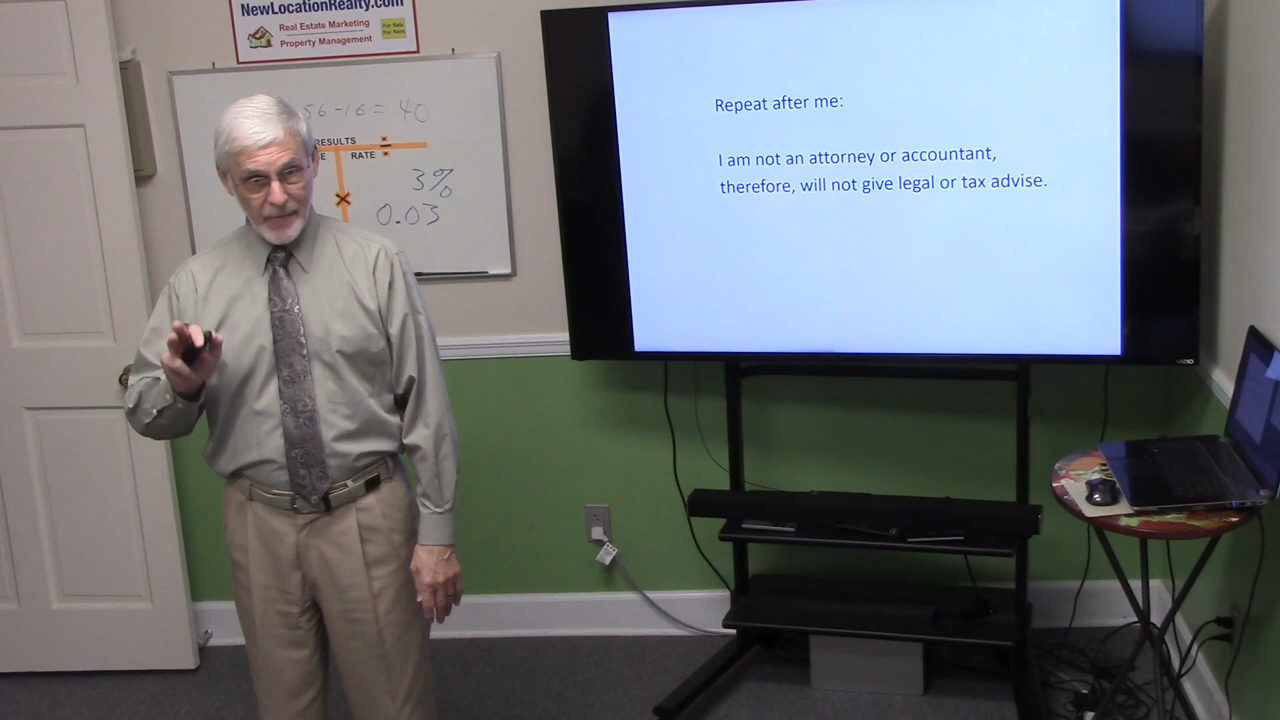 NewLocationRealty.com
Real Estate Marketing
Property Management
For Sale
For Rent
56-16 = 40
RESULTS
E RATE
3%
0.03
Repeat after me:
I am not an attorney or accountant,
therefore, will not give legal or tax advise.
VIZIO